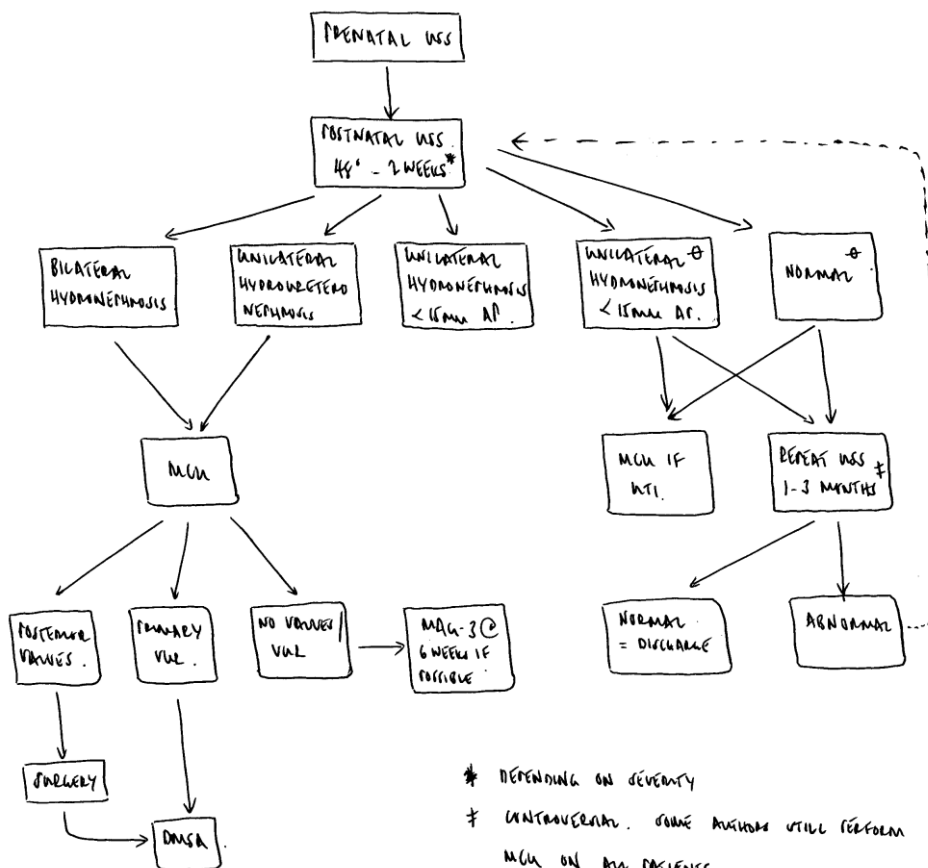 PRENATAL USS
POSTNATAL USS.
48° - 2 WEEKS*
BILATERAL
HYDRONEPHROSIS
UNILATERAL
HYDROURETERO
NEPHROSIS
UNILATERAL
HYDRONEPHROSIS
< 15mm AP.
UNILATERAL θ
HYDRONEPHROSIS
< 15mm AP.
NORMAL θ
MCU
MCU IF
UTI.
REPEAT USS ‡
1-3 MONTHS
POSTERIOR
VALVES.
PRIMARY
VUR.
NO VALVES/
VUR
MAG-3 @
6 WEEKS IF
POSSIBLE
NORMAL
= DISCHARGE
ABNORMAL
SURGERY
DMSA.
* DEPENDING ON SEVERITY
‡ CONTROVERSIAL. SOME AUTHORS STILL PERFORM
MCU ON ALL PATIENTS